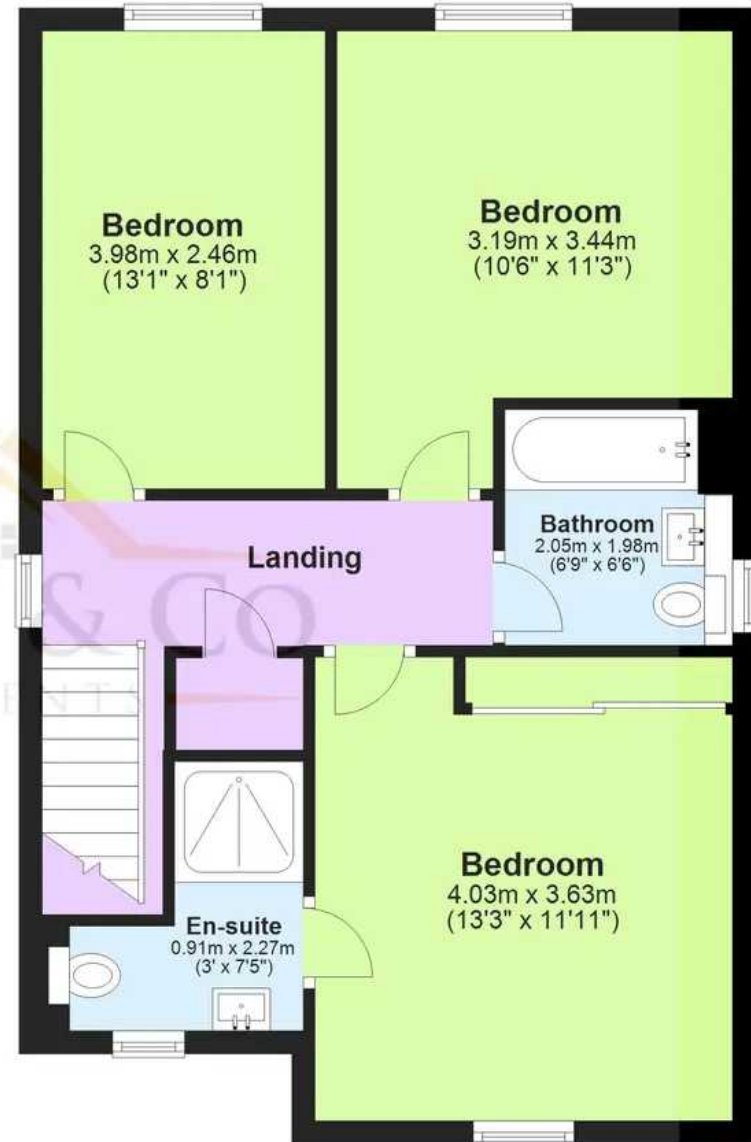 Bedroom
3.98m x 2.46m
(13'1" x 8'1")
Bedroom
3.19m x 3.44m
(10'6" x 11'3")
Bathroom
2.05m x 1.98m
(6'9" x 6'6")
Landing
& CO
ENTS
Bedroom
4.03m x 3.63m
(13'3" x 11'11")
En-suite
0.91m x 2.27m
(3' x 7'5")